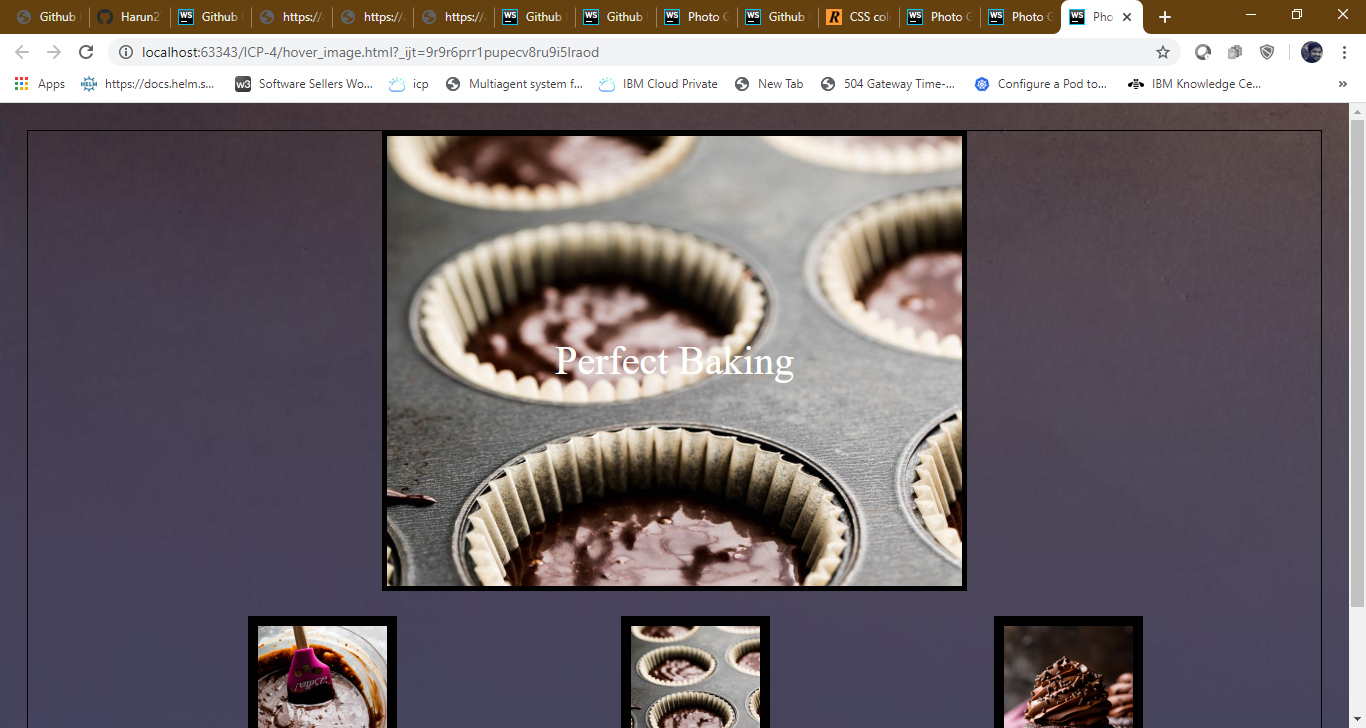 Github
Harun2
Github
https://
https://
https://
Github
Github
Photo G
Github
CSS col
Photo G
Photo G
Pho
localhost:63343/ICP-4/hover_image.html?_ijt=9r9r6prr1pupecv8ru9i5lraod
Apps
HELM
https://docs.helm.s...
w3
Software Sellers Wo...
icp
Multiagent system f...
IBM Cloud Private
New Tab
504 Gateway Time-...
Configure a Pod to...
IBM Knowledge Ce...
»
Perfect Baking